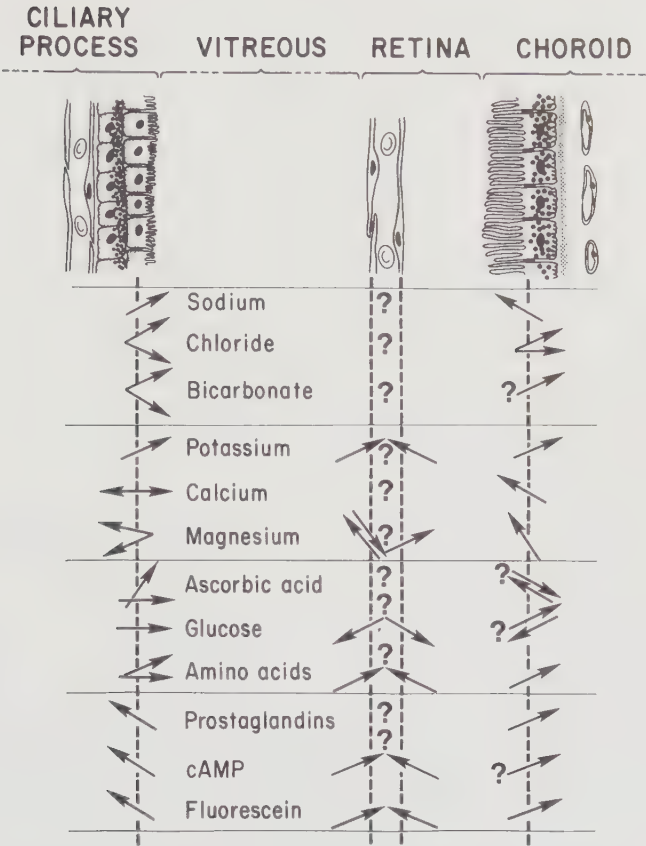 CILIARY PROCESS VITREOUS RETINA CHOROID
Sodium ?
Chloride ?
Bicarbonate ? ?
Potassium ?
Calcium ?
Magnesium ?
? ?
Ascorbic acid
?
Glucose ?
?
Amino acids
Prostaglandins ?
?
cAMP ?
Fluorescein